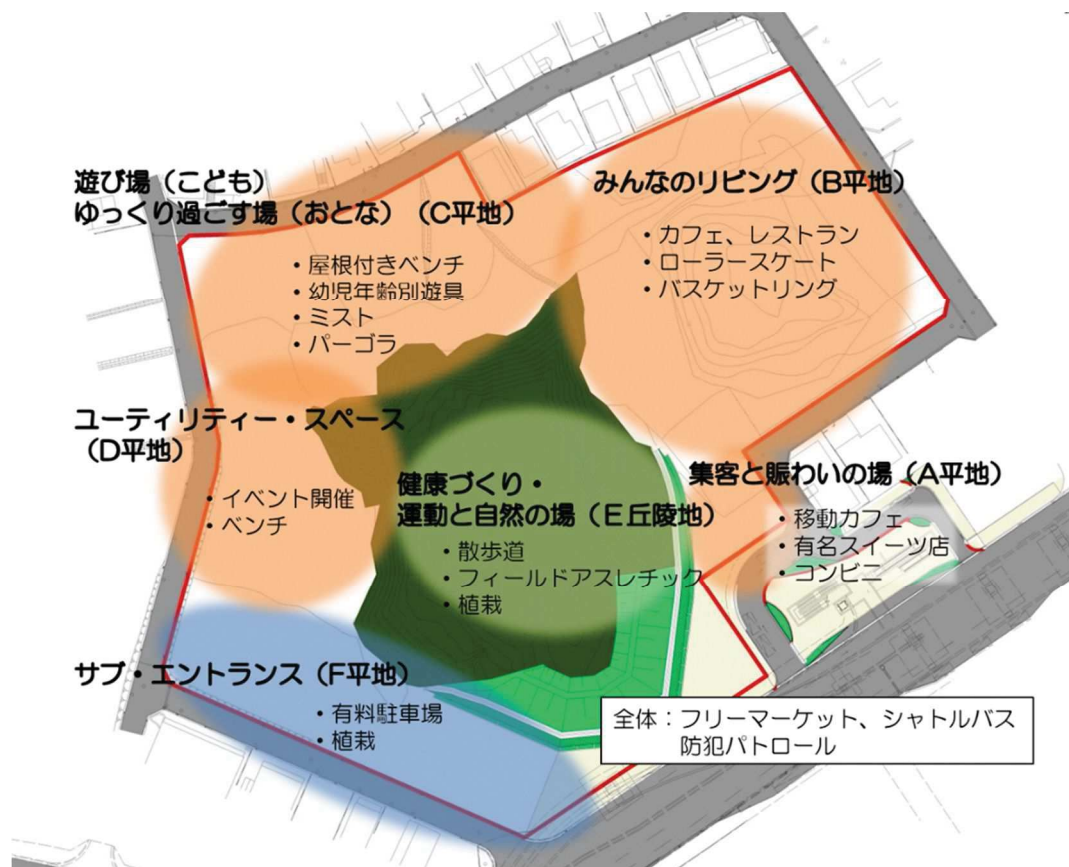 遊び場（こども）
ゆっくり過ごす場（おとな）（C平地）
・屋根付きベンチ
・幼児年齢別遊具
・ミスト
・パーゴラ
みんなのリビング（B平地）
・カフェ、レストラン
・ローラースケート
・バスケットリング
ユーティリティー・スペース
（D平地）
・イベント開催
・ベンチ
健康づくり・
運動と自然の場（E丘陵地）
・散歩道
・フィールドアスレチック
・植栽
集客と賑わいの場（A平地）
・移動カフェ
・有名スイーツ店
・コンビニ
サブ・エントランス（F平地）
・有料駐車場
・植栽
全体：フリーマーケット、シャトルバス
防犯パトロール